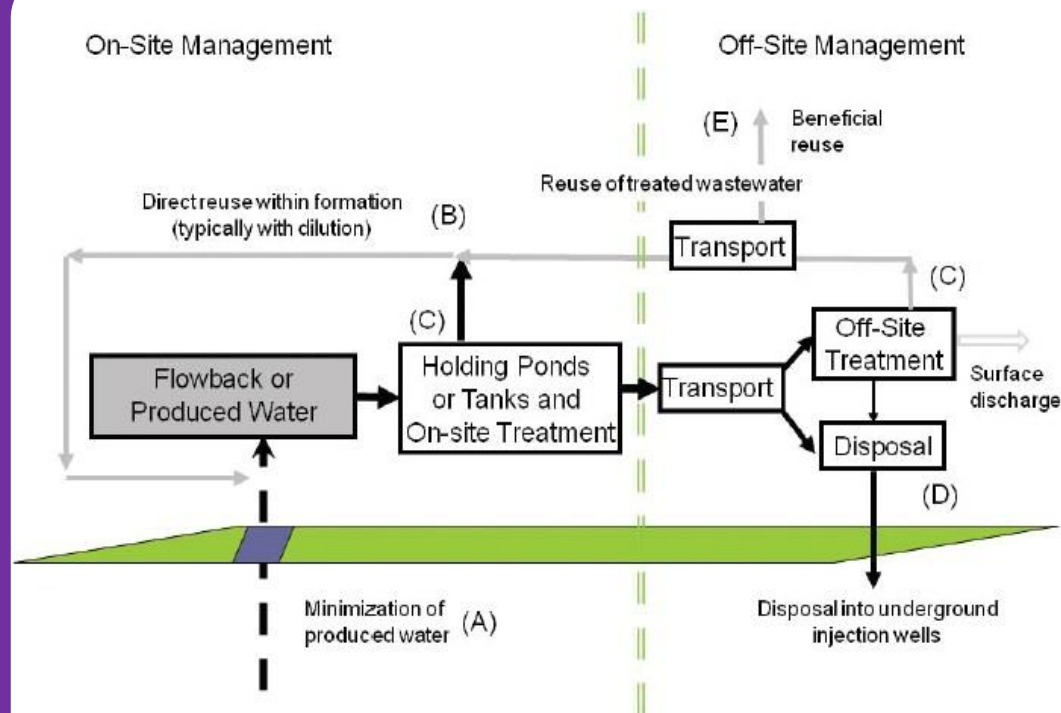 On-Site Management
Off-Site Management
(E)
Beneficial
reuse
Reuse of treated wastewater
Direct reuse within formation
(typically with dilution)
(B)
Transport
(C)
(C)
Off-Site
Treatment
Flowback or
Produced Water
Holding Ponds
or Tanks and
On-site Treatment
Transport
Surface
discharge
Disposal
(D)
Minimization of
produced water
(A)
Disposal into underground
injection wells